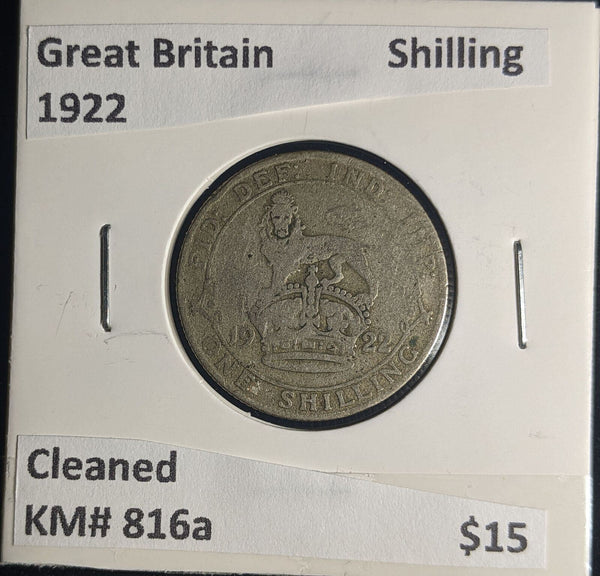 Great Britain Shilling
1922
FID: DEF: IND: IMP:
19 22
ONE SHILLING
Cleaned
KM# 816a
$15